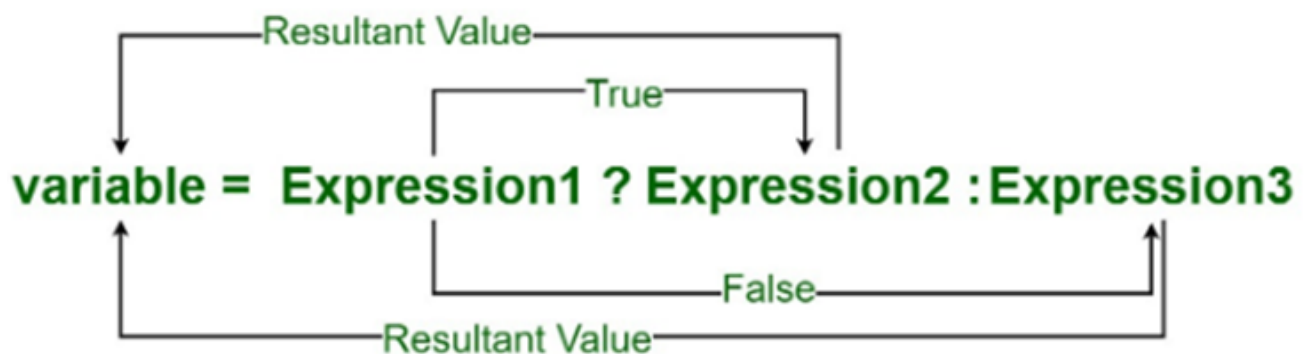 Resultant Value
True
variable = Expression1 ? Expression2 : Expression3
False
Resultant Value